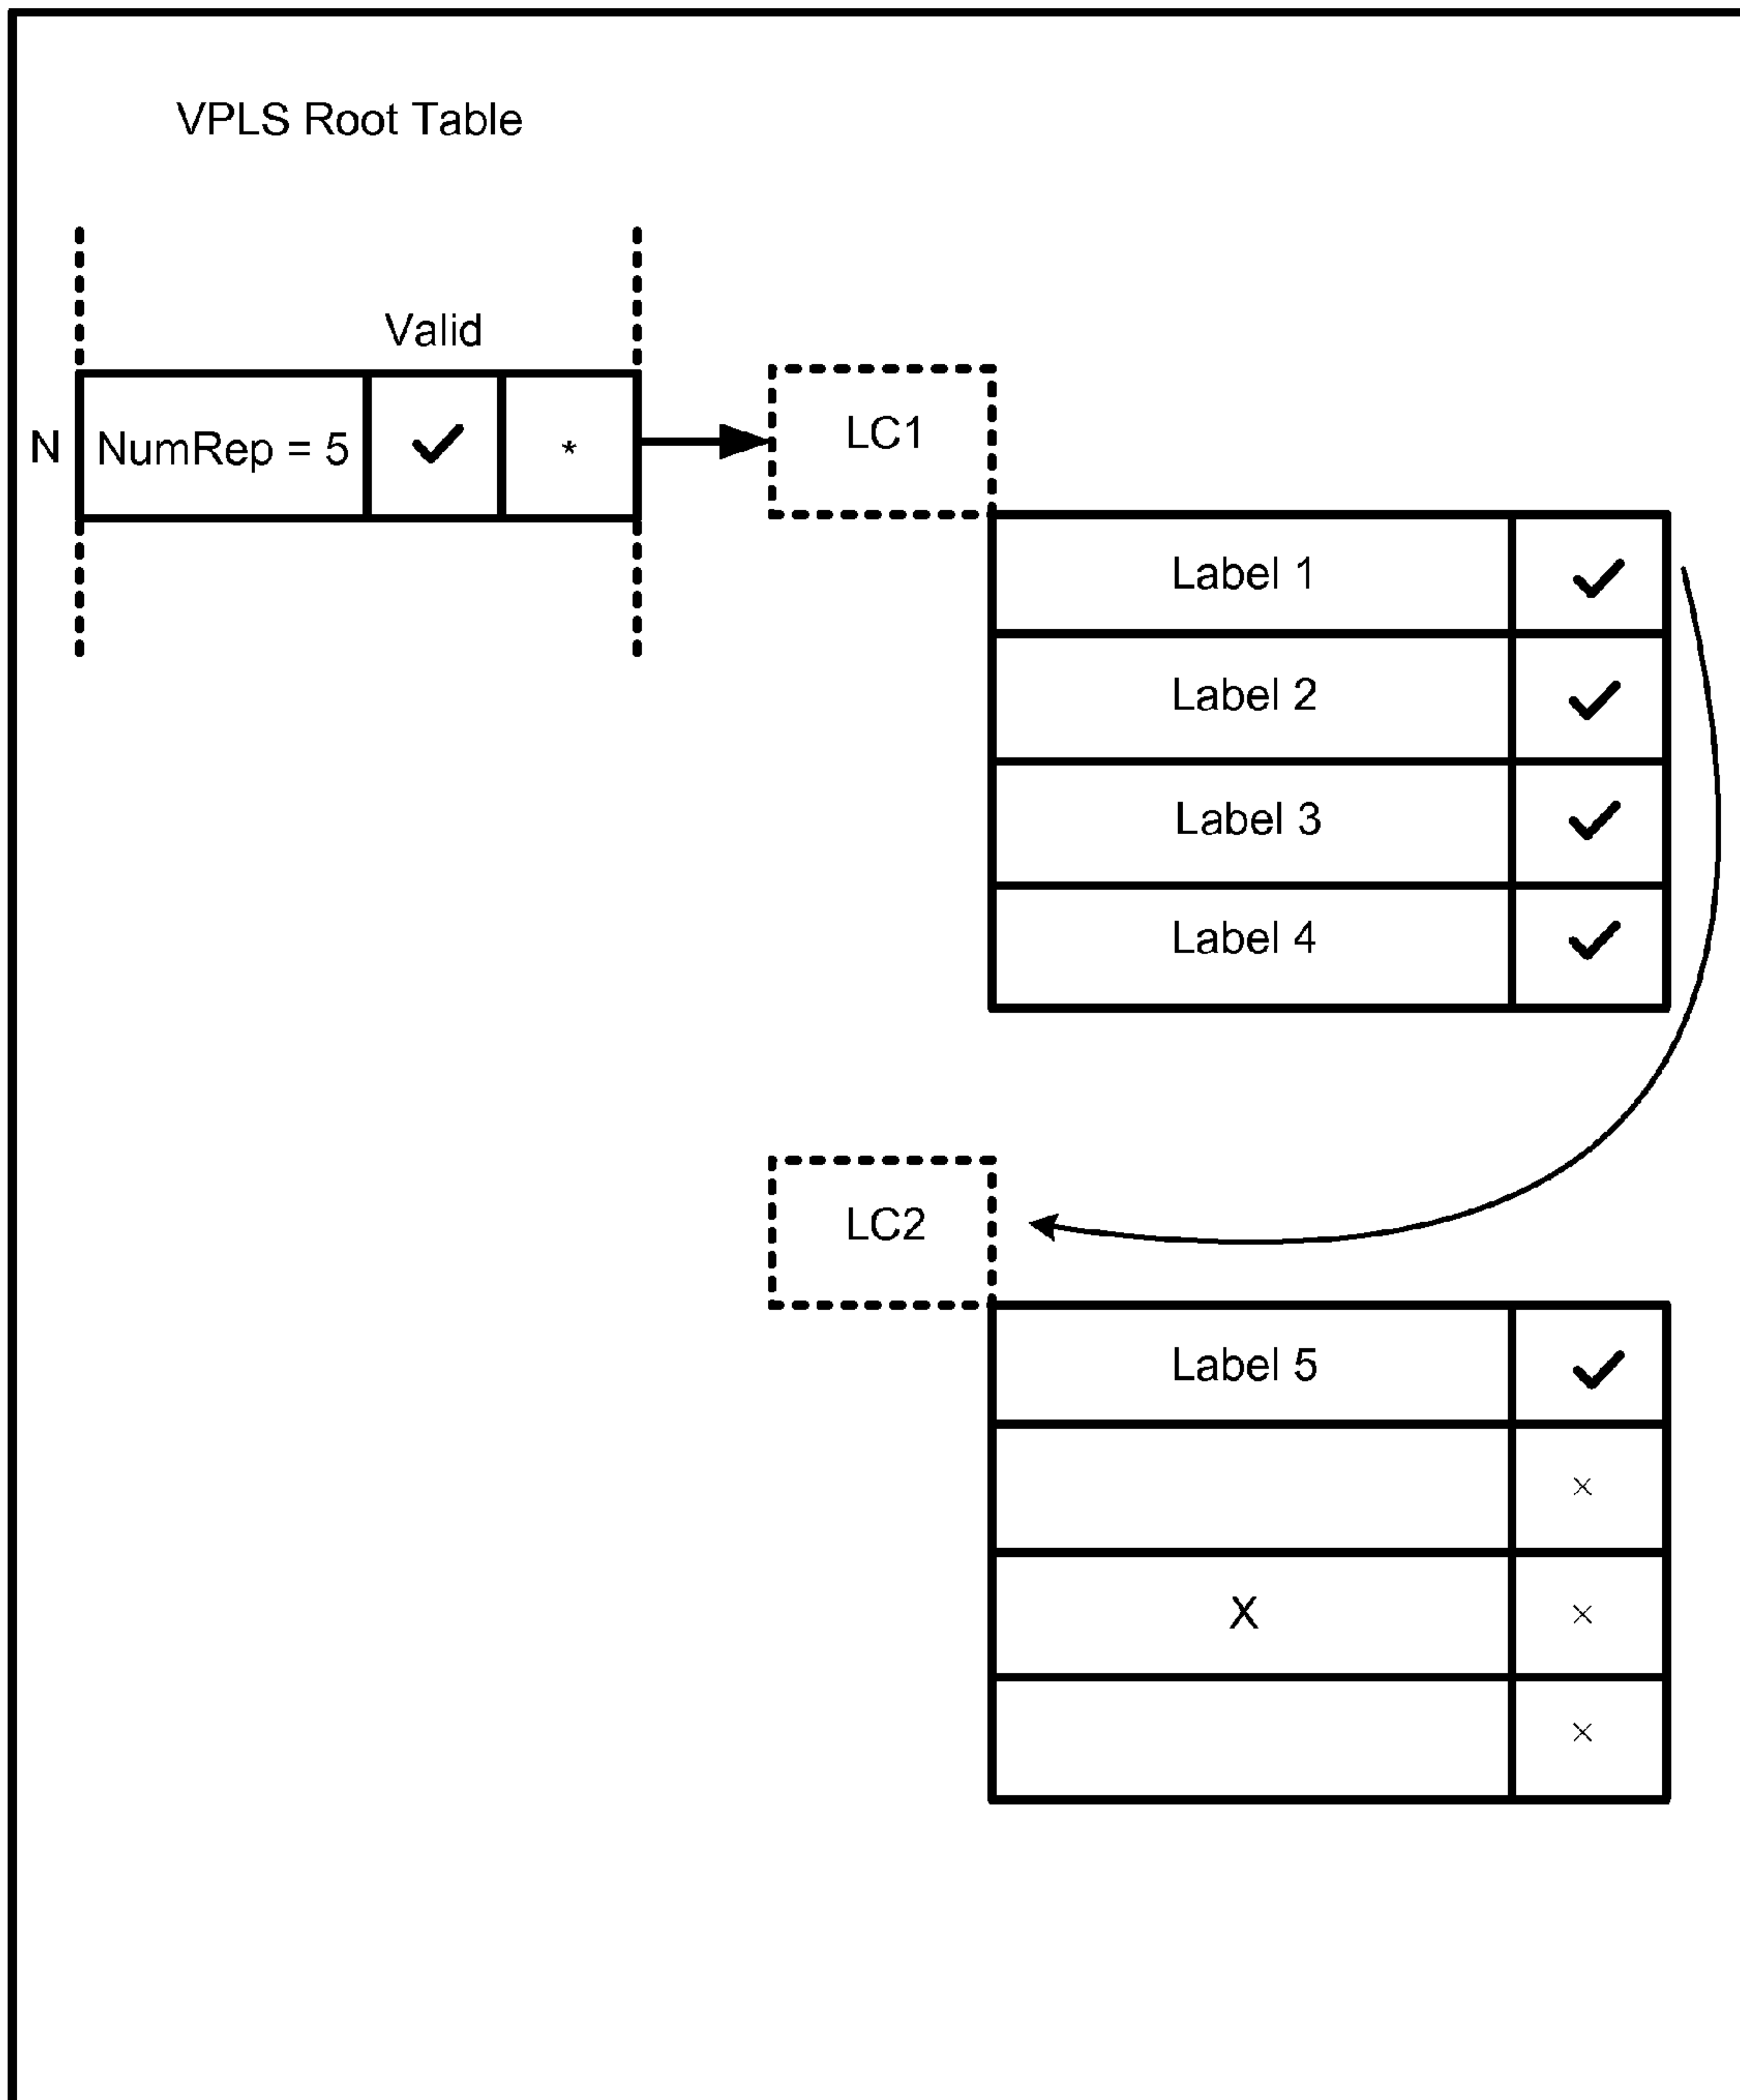 VPLS Root Table
Valid
N NumRep = 5 ✓ *
LC1
Label 1 ✓
Label 2 ✓
Label 3 ✓
Label 4 ✓
LC2
Label 5 ✓
×
X ×
×